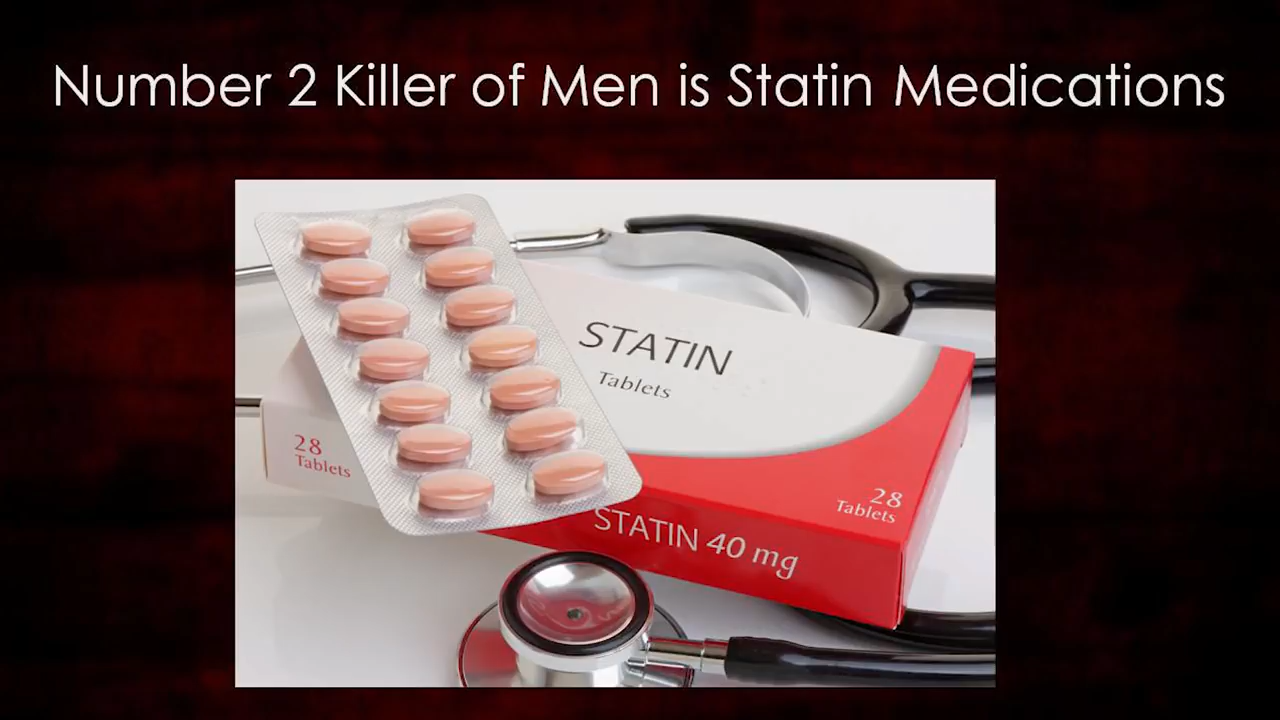 Number 2 Killer of Men is Statin Medications
STATIN
Tablets
28
Tablets
28
Tablets
STATIN 40 mg